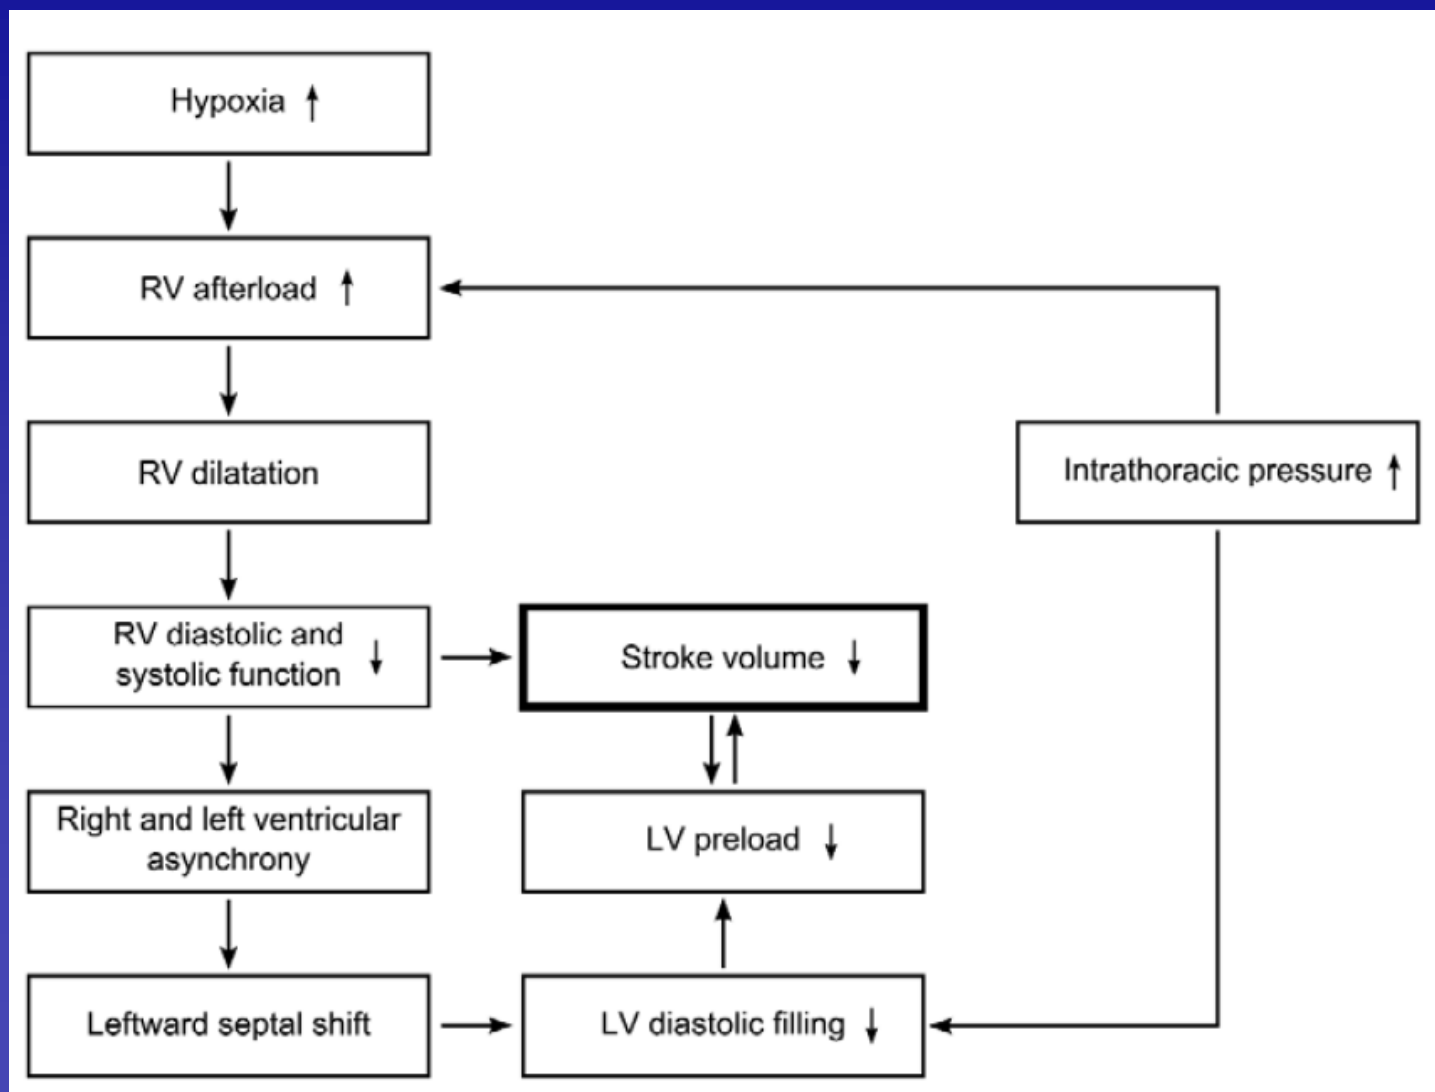 Hypoxia ↑
RV afterload ↑
RV dilatation
Intrathoracic pressure ↑
RV diastolic and
systolic function ↓
Stroke volume ↓
Right and left ventricular
asynchrony
LV preload ↓
Leftward septal shift
LV diastolic filling ↓